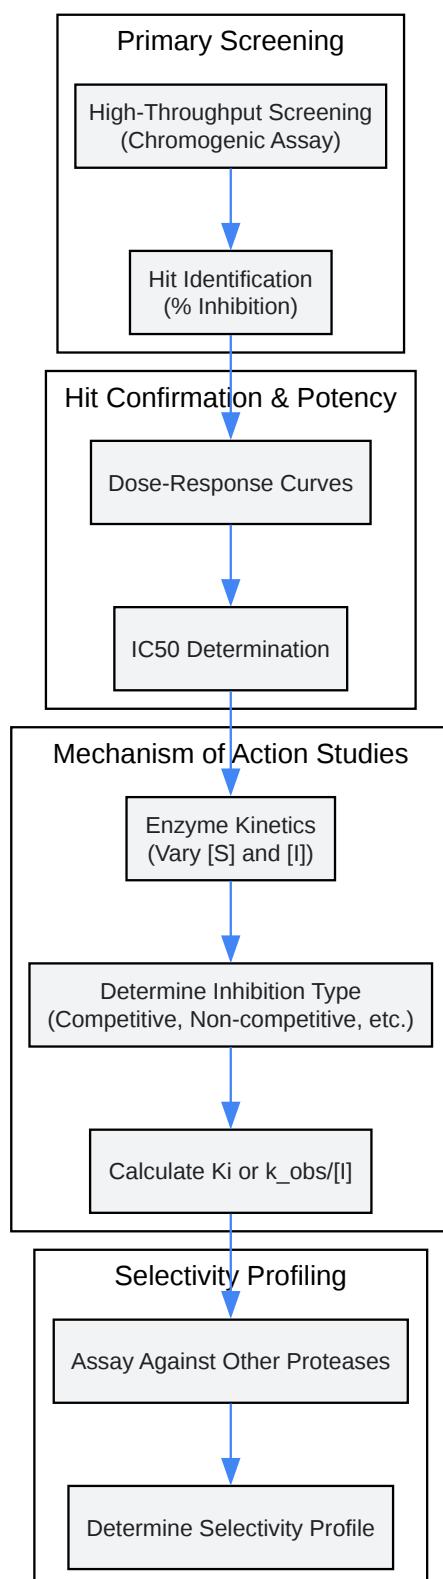 Primary Screening
High-Throughput Screening
(Chromogenic Assay)
Hit Identification
(% Inhibition)
Hit Confirmation & Potency
Dose-Response Curves
IC50 Determination
Mechanism of Action Studies
Enzyme Kinetics
(Vary [S] and [I])
Determine Inhibition Type
(Competitive, Non-competitive, etc.)
Calculate Ki or k_obs/[I]
Selectivity Profiling
Assay Against Other Proteases
Determine Selectivity Profile